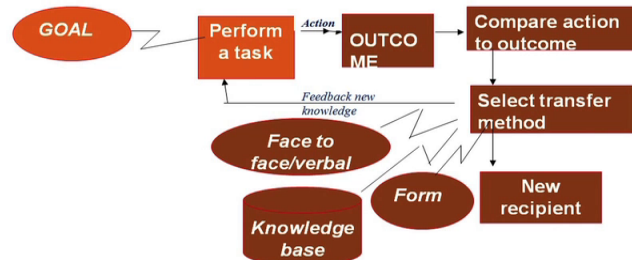 GOAL
Perform
a task
Action
OUTCO
ME
Compare action
to outcome
Feedback new
knowledge
Select transfer
method
Face to
face/verbal
Form
New
recipient
Knowledge
base